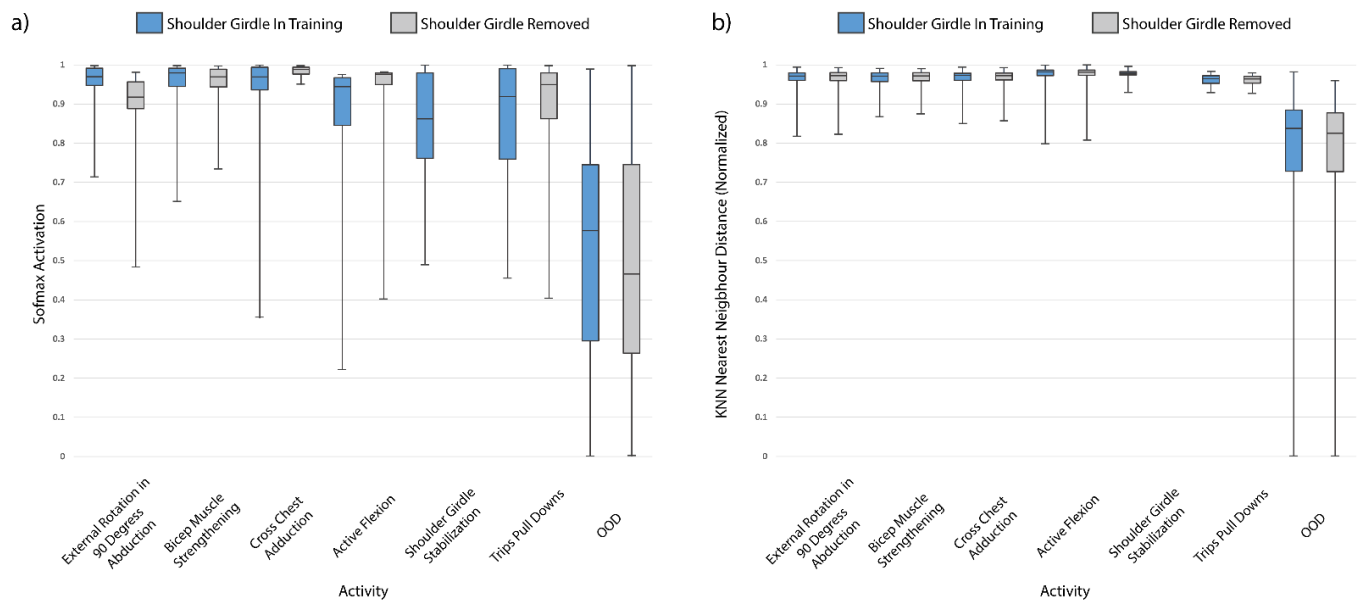 a)
Shoulder Girdle In Training
Shoulder Girdle Removed
1
0.9
0.8
0.7
0.6
0.5
0.4
0.3
0.2
0.1
0
Sofmax Activation
External Rotation in
90 Degress
Abduction
Bicep Muscle
Strengthening
Cross Chest
Adduction
Active Flexion
Shoulder Girdle
Stabilization
Trips Pull Downs
OOD
Activity
b)
Shoulder Girdle In Training
Shoulder Girdle Removed
1
0.9
0.8
0.7
0.6
0.5
0.4
0.3
0.2
0.1
0
KNN Nearest Neigbhour Distance (Normalized)
External Rotation in
90 Degress
Abduction
Bicep Muscle
Strengthening
Cross Chest
Adduction
Active Flexion
Shoulder Girdle
Stabilization
Trips Pull Downs
OOD
Activity